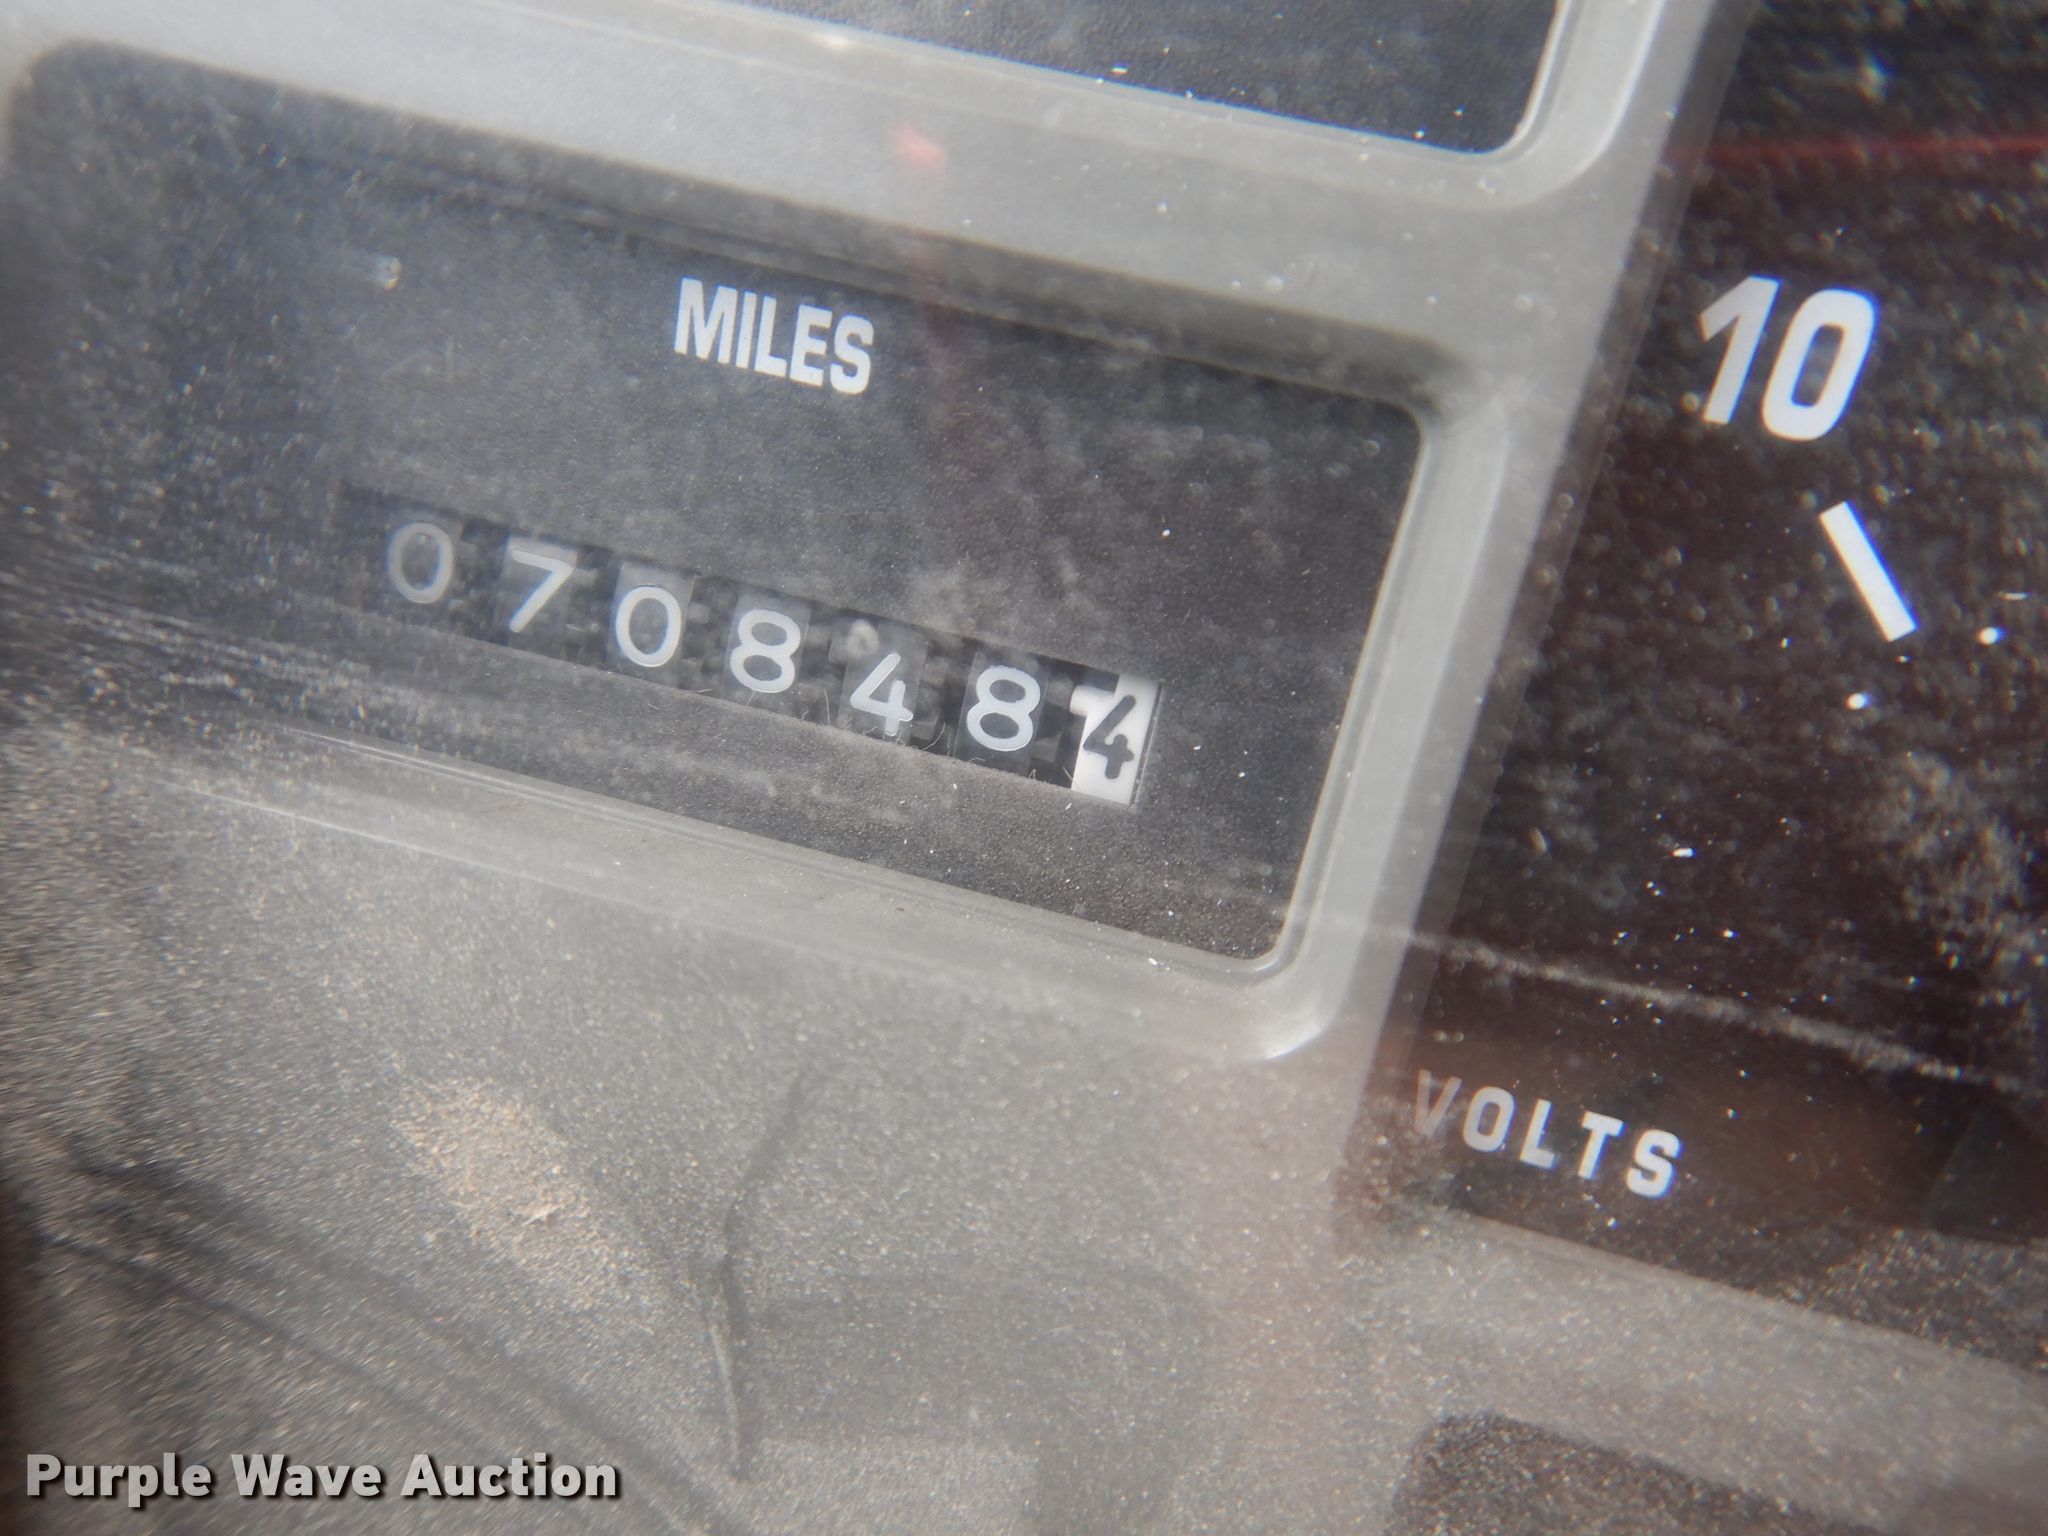 MILES
0708484
10
VOLTS
Purple Wave Auction